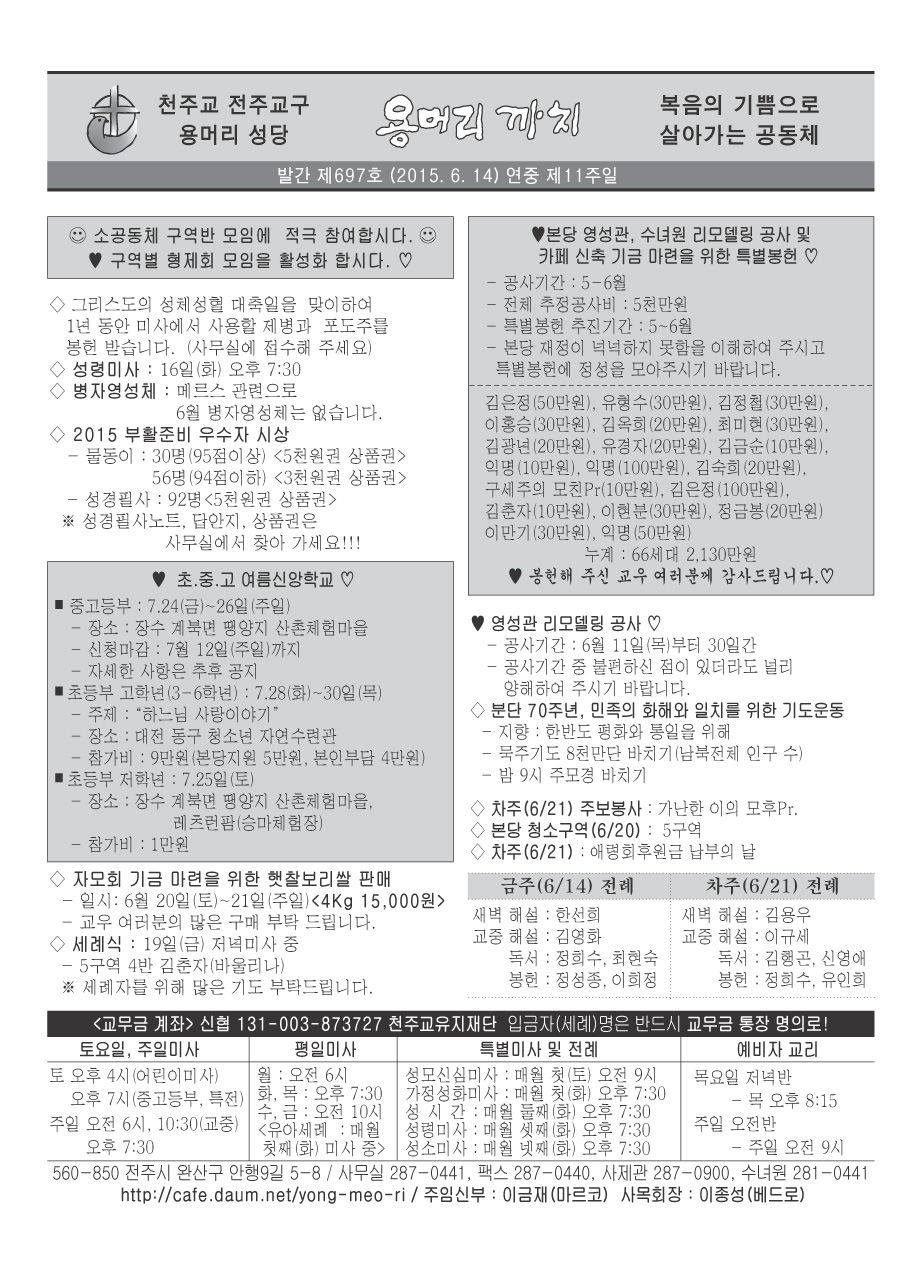 천주교 전주교구
용머리 성당
용머리 까치
복음의 기쁨으로
살아가는 공동체
발간 제697호 (2015. 6. 14) 연중 제11주일
☺ 소공동체 구역반 모임에 적극 참여합시다. ☺
♥ 구역별 형제회 모임을 활성화 합시다. ♡
◇ 그리스도의 성체성혈 대축일을 맞이하여
1년 동안 미사에서 사용할 제병과 포도주를
봉헌 받습니다. (사무실에 접수해 주세요)
◇ 성령미사 : 16일(화) 오후 7:30
◇ 병자영성체 : 메르스 관련으로
6월 병자영성체는 없습니다.
◇ 2015 부활준비 우수자 시상
- 물동이 : 30명(95점이상) <5천원권 상품권>
56명(94점이하) <3천원권 상품권>
- 성경필사 : 92명<5천원권 상품권>
※ 성경필사노트, 답안지, 상품권은
사무실에서 찾아 가세요!!!
♥ 초.중.고 여름신앙학교 ♡
■ 중고등부 : 7.24(금)~26일(주일)
- 장소 : 장수 계북면 땡양지 산촌체험마을
- 신청마감 : 7월 12일(주일)까지
- 자세한 사항은 추후 공지
■ 초등부 고학년(3-6학년) : 7.28(화)~30일(목)
- 주제 : “하느님 사랑이야기”
- 장소 : 대전 동구 청소년 자연수련관
- 참가비 : 9만원(본당지원 5만원, 본인부담 4만원)
■ 초등부 저학년 : 7.25일(토)
- 장소 : 장수 계북면 땡양지 산촌체험마을,
레츠런팜(승마체험장)
- 참가비 : 1만원
◇ 자모회 기금 마련을 위한 햇찰보리쌀 판매
- 일시: 6월 20일(토)~21일(주일)<4Kg 15,000원>
- 교우 여러분의 많은 구매 부탁 드립니다.
◇ 세례식 : 19일(금) 저녁미사 중
- 5구역 4반 김춘자(바울리나)
※ 세례자를 위해 많은 기도 부탁드립니다.
♥본당 영성관, 수녀원 리모델링 공사 및
카페 신축 기금 마련을 위한 특별봉헌 ♡
- 공사기간 : 5-6월
- 전체 추정공사비 : 5천만원
- 특별봉헌 추진기간 : 5~6월
- 본당 재정이 넉넉하지 못함을 이해하여 주시고
특별봉헌에 정성을 모아주시기 바랍니다.
김은정(50만원), 유형수(30만원), 김정철(30만원),
이홍승(30만원), 김옥희(20만원), 최미현(30만원),
김광년(20만원), 유경자(20만원), 김금순(10만원),
익명(10만원), 익명(100만원), 김숙희(20만원),
구세주의 모친Pr(10만원), 김은정(100만원),
김춘자(10만원), 이현분(30만원), 정금봉(20만원)
이만기(30만원), 익명(50만원)
누계 : 66세대 2,130만원
♥ 봉헌해 주신 교우 여러분께 감사드립니다.♡
♥ 영성관 리모델링 공사 ♡
- 공사기간 : 6월 11일(목)부터 30일간
- 공사기간 중 불편하신 점이 있더라도 널리
양해하여 주시기 바랍니다.
◇ 분단 70주년, 민족의 화해와 일치를 위한 기도운동
- 지향 : 한반도 평화와 통일을 위해
- 묵주기도 8천만단 바치기(남북전체 인구 수)
- 밤 9시 주모경 바치기
◇ 차주(6/21) 주보봉사 : 가난한 이의 모후Pr.
◇ 본당 청소구역(6/20) : 5구역
◇ 차주(6/21) : 애령회후원금 납부의 날
금주(6/14) 전례
새벽 해설 : 한선희
교중 해설 : 김영화
독서 : 정희수, 최현숙
봉헌 : 정성종, 이희정
차주(6/21) 전례
새벽 해설 : 김용우
교중 해설 : 이규세
독서 : 김행곤, 신영애
봉헌 : 정희수, 유인희
<교무금 계좌> 신협 131-003-873727 천주교유지재단 입금자(세례)명은 반드시 교무금 통장 명의로!
토요일, 주일미사
토 오후 4시(어린이미사)
오후 7시(중고등부, 특전)
주일 오전 6시, 10:30(교중)
오후 7:30
평일미사
월 : 오전 6시
화, 목 : 오후 7:30
수, 금 : 오전 10시
<유아세례 : 매월
첫째(화) 미사 중>
특별미사 및 전례
성모신심미사 : 매월 첫(토) 오전 9시
가정성화미사 : 매월 첫(화) 오후 7:30
성 시 간 : 매월 둘째(화) 오후 7:30
성령미사 : 매월 셋째(화) 오후 7:30
성소미사 : 매월 넷째(화) 오후 7:30
예비자 교리
목요일 저녁반
- 목 오후 8:15
주일 오전반
- 주일 오전 9시
560-850 전주시 완산구 안행9길 5-8 / 사무실 287-0441, 팩스 287-0440, 사제관 287-0900, 수녀원 281-0441
http://cafe.daum.net/yong-meo-ri / 주임신부 : 이금재(마르코) 사목회장 : 이종성(베드로)